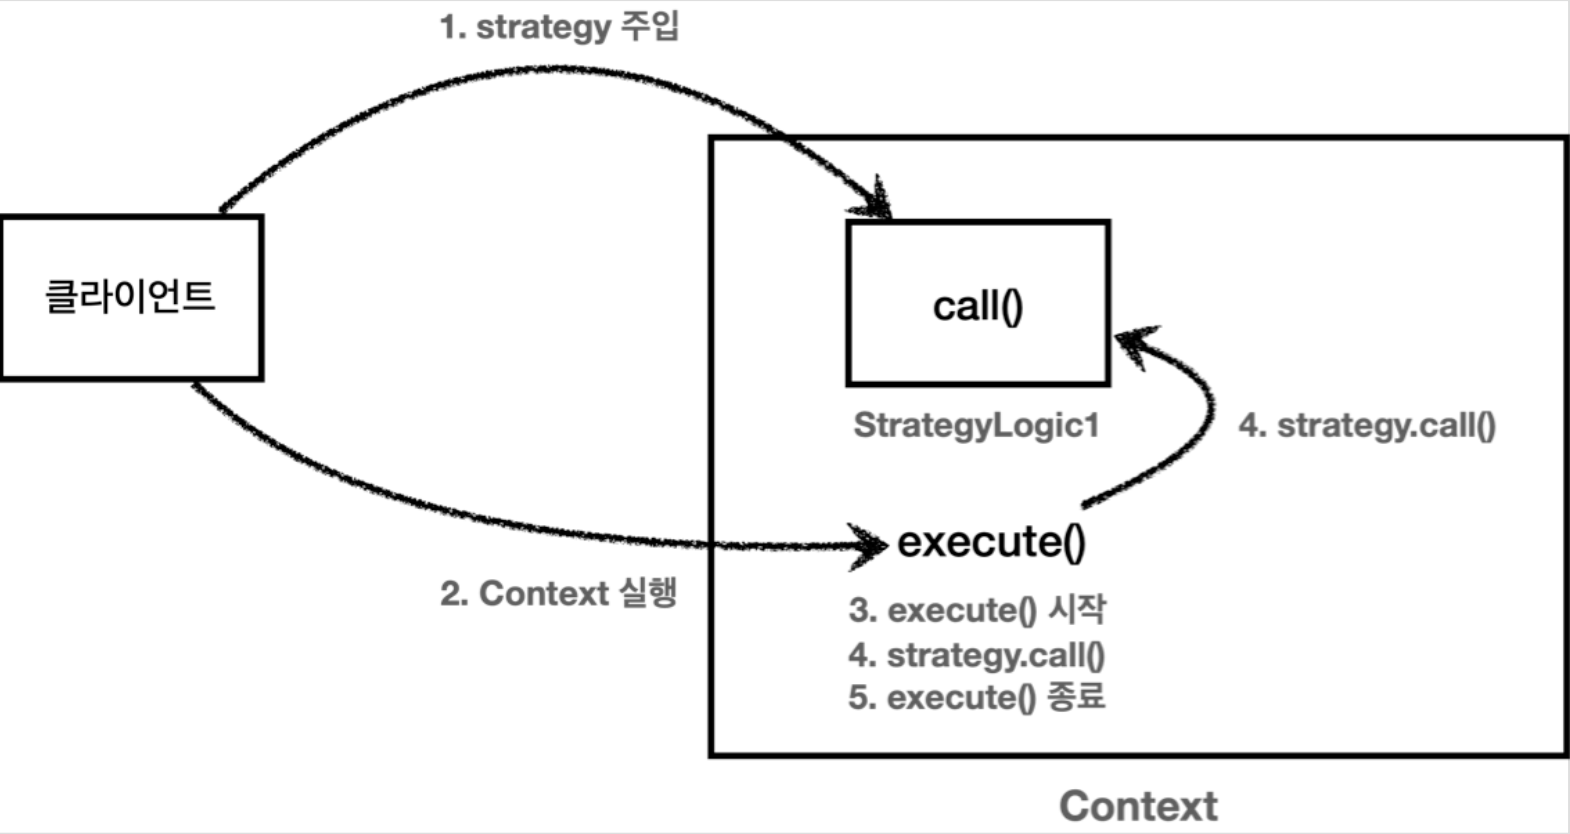 1. strategy 주입
클라이언트
call()
StrategyLogic1
4. strategy.call()
execute()
2. Context 실행
3. execute() 시작
4. strategy.call()
5. execute() 종료
Context